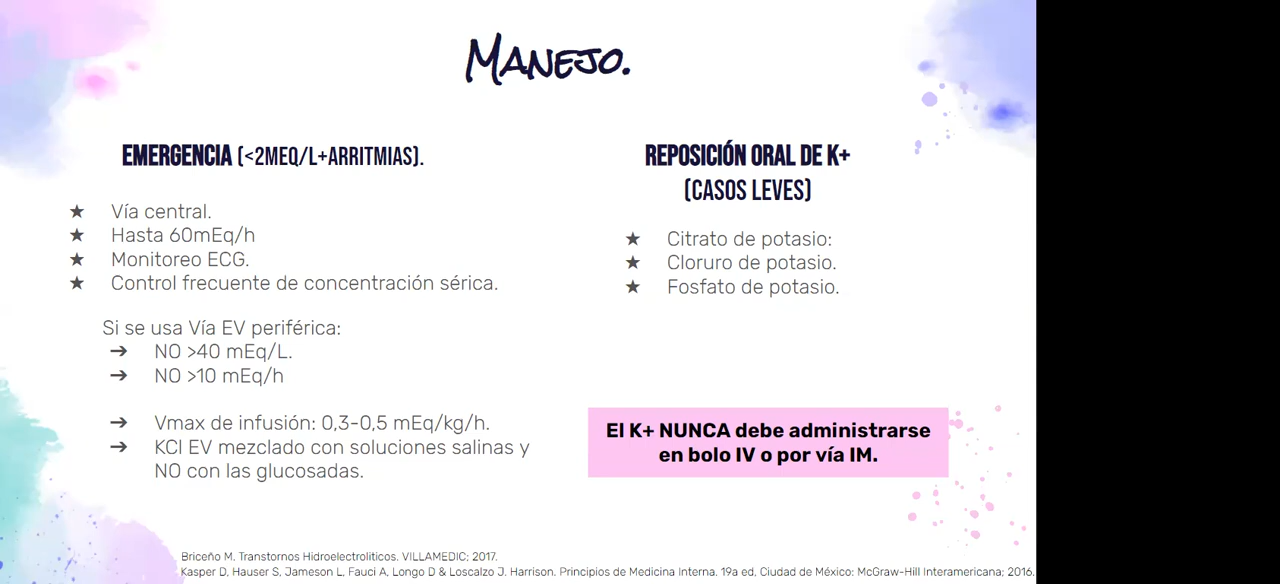 MANEJO.
EMERGENCIA (<2MEQ/L+ARRITMIAS).
★ Vía central.
★ Hasta 60mEq/h
★ Monitoreo ECG.
★ Control frecuente de concentración sérica.
Si se usa Vía EV periférica:
➔ NO >40 mEq/L.
➔ NO >10 mEq/h
➔ Vmax de infusión: 0,3-0,5 mEq/kg/h.
➔ KCl EV mezclado con soluciones salinas y
NO con las glucosadas.
REPOSICIÓN ORAL DE K+
(CASOS LEVES)
★ Citrato de potasio:
★ Cloruro de potasio.
★ Fosfato de potasio.
El K+ NUNCA debe administrarse
en bolo IV o por vía IM.
Briceño M. Transtornos Hidroelectrolíticos. VILLAMEDIC; 2017.
Kasper D, Hauser S, Jameson L, Fauci A, Longo D & Loscalzo J. Harrison. Principios de Medicina Interna. 19a ed, Ciudad de México: McGraw-Hill Interamericana; 2016.